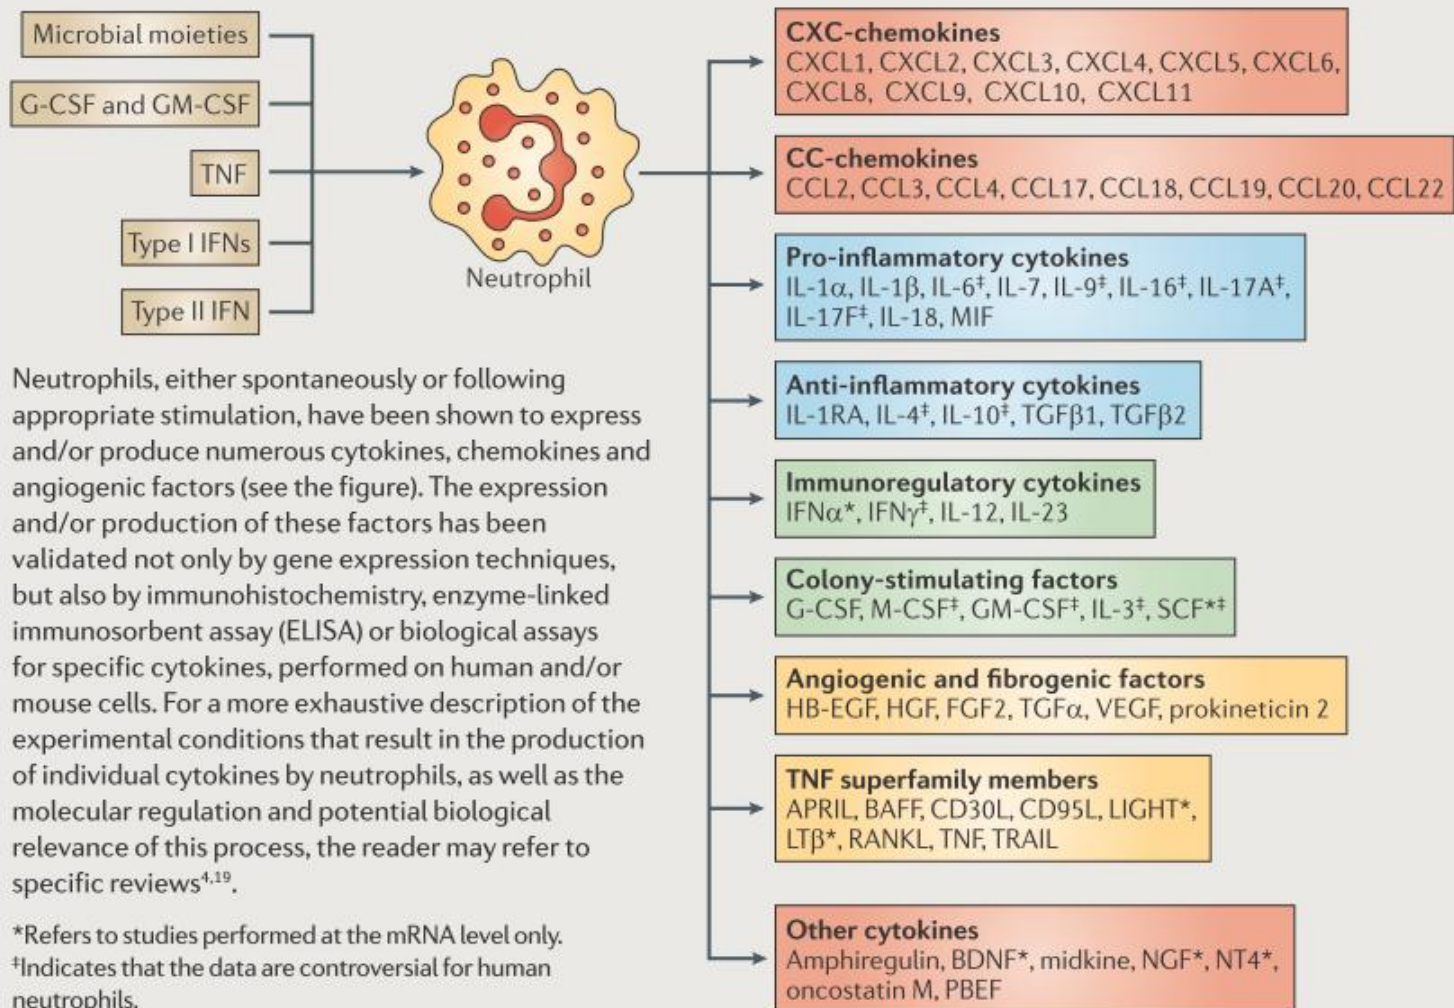 Microbial moieties
G-CSF and GM-CSF
TNF
Type I IFNs
Type II IFN
Neutrophil
Neutrophils, either spontaneously or following
appropriate stimulation, have been shown to express
and/or produce numerous cytokines, chemokines and
angiogenic factors (see the figure). The expression
and/or production of these factors has been
validated not only by gene expression techniques,
but also by immunohistochemistry, enzyme-linked
immunosorbent assay (ELISA) or biological assays
for specific cytokines, performed on human and/or
mouse cells. For a more exhaustive description of the
experimental conditions that result in the production
of individual cytokines by neutrophils, as well as the
molecular regulation and potential biological
relevance of this process, the reader may refer to
specific reviews⁴,¹⁹.
*Refers to studies performed at the mRNA level only.
‡Indicates that the data are controversial for human
neutrophils.
CXC-chemokines
CXCL1, CXCL2, CXCL3, CXCL4, CXCL5, CXCL6,
CXCL8, CXCL9, CXCL10, CXCL11
CC-chemokines
CCL2, CCL3, CCL4, CCL17, CCL18, CCL19, CCL20, CCL22
Pro-inflammatory cytokines
IL-1α, IL-1β, IL-6‡, IL-7, IL-9‡, IL-16‡, IL-17A‡,
IL-17F‡, IL-18, MIF
Anti-inflammatory cytokines
IL-1RA, IL-4‡, IL-10‡, TGFβ1, TGFβ2
Immunoregulatory cytokines
IFNα*, IFNγ‡, IL-12, IL-23
Colony-stimulating factors
G-CSF, M-CSF‡, GM-CSF‡, IL-3‡, SCF*‡
Angiogenic and fibrogenic factors
HB-EGF, HGF, FGF2, TGFα, VEGF, prokineticin 2
TNF superfamily members
APRIL, BAFF, CD30L, CD95L, LIGHT*,
LTβ*, RANKL, TNF, TRAIL
Other cytokines
Amphiregulin, BDNF*, midkine, NGF*, NT4*,
oncostatin M, PBEF